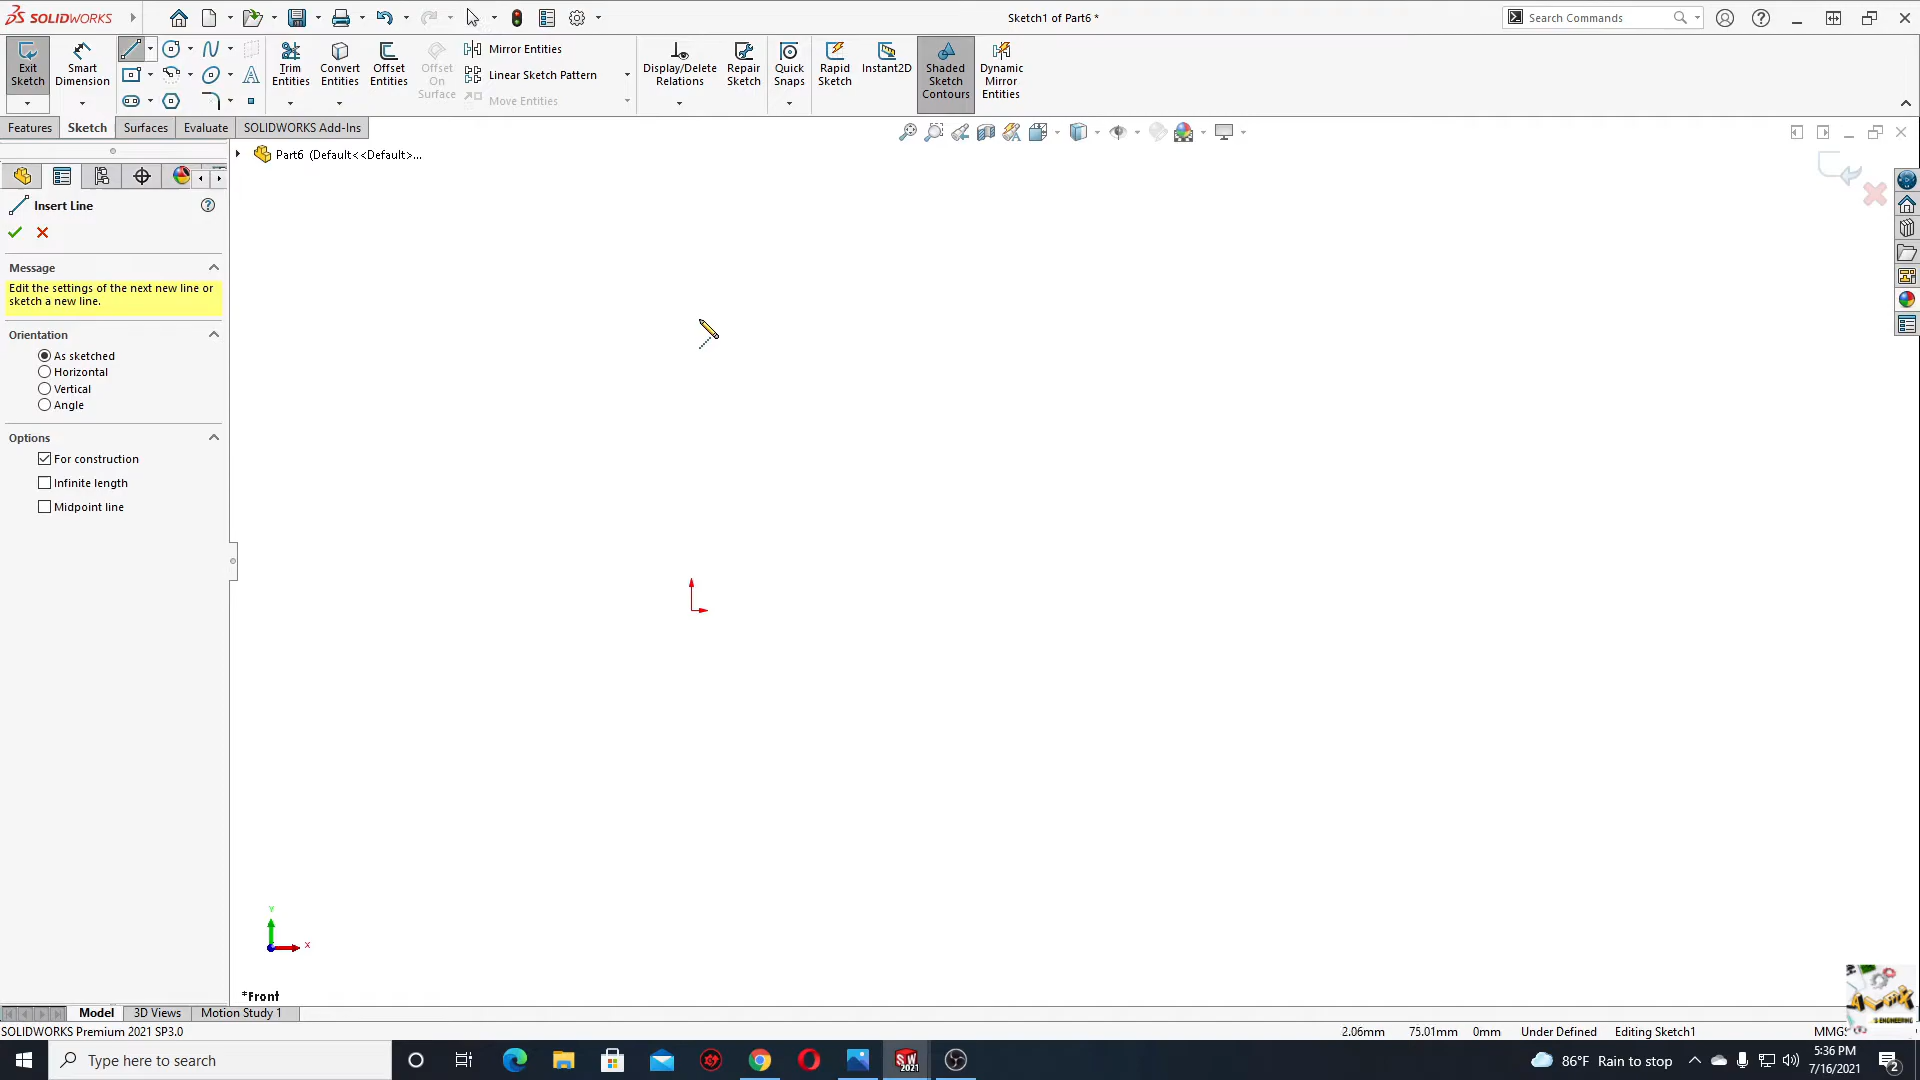 SOLIDWORKS
Sketch1 of Part6 *
Search Commands
Exit Sketch
Smart Dimension
Trim Entities
Convert Entities
Offset Entities
Offset On Surface
Mirror Entities
Linear Sketch Pattern
Move Entities
Display/Delete Relations
Repair Sketch
Quick Snaps
Rapid Sketch
Instant2D
Shaded Sketch Contours
Dynamic Mirror Entities
Features
Sketch
Surfaces
Evaluate
SOLIDWORKS Add-Ins
Part6 (Default<<Default>...
Insert Line
Message
Edit the settings of the next new line or
sketch a new line.
Orientation
As sketched
Horizontal
Vertical
Angle
Options
For construction
Infinite length
Midpoint line
Y
X
*Front
Model
3D Views
Motion Study 1
SOLIDWORKS Premium 2021 SP3.0
2.06mm
75.01mm
0mm
Under Defined
Editing Sketch1
Type here to search
86°F Rain to stop
5:36 PM
7/16/2021